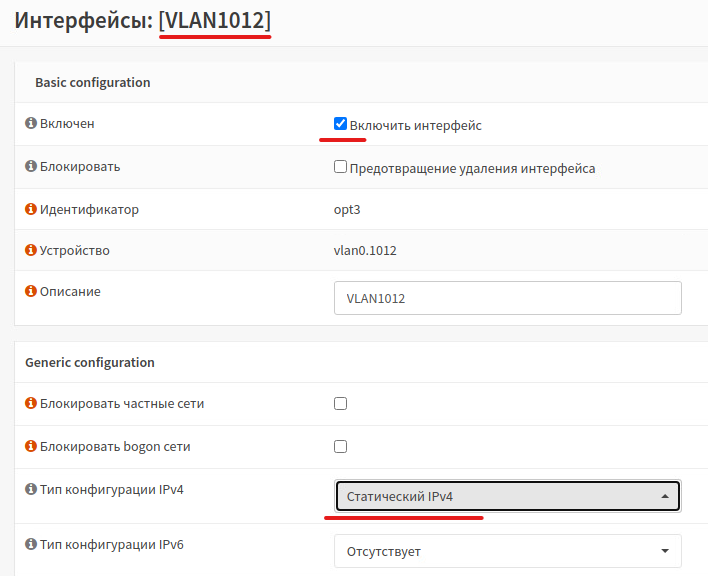 Интерфейсы: [VLAN1012]
Basic configuration
Включен
Включить интерфейс
Блокировать
Предотвращение удаления интерфейса
Идентификатор
opt3
Устройство
vlan0.1012
Описание
VLAN1012
Generic configuration
Блокировать частные сети
Блокировать bogon сети
Тип конфигурации IPv4
Статический IPv4
Тип конфигурации IPv6
Отсутствует